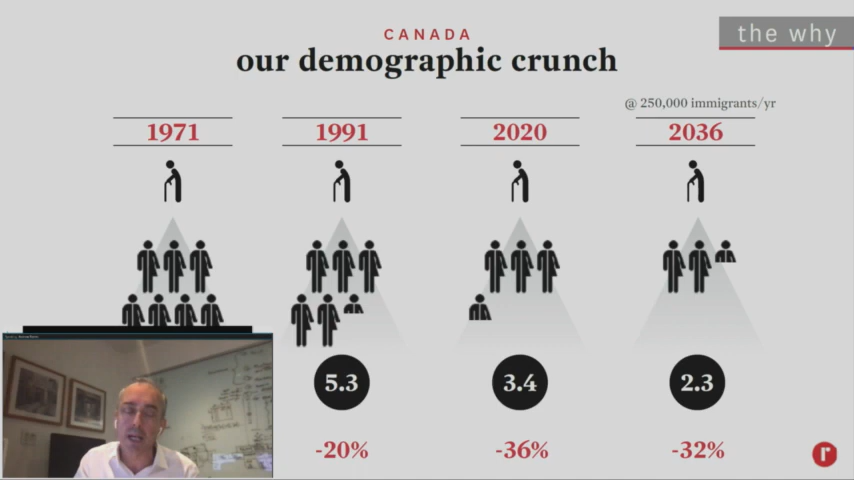 CANADA
the why
our demographic crunch
@ 250,000 immigrants/yr
1971
1991
2020
2036
5.3
3.4
2.3
-20%
-36%
-32%
r